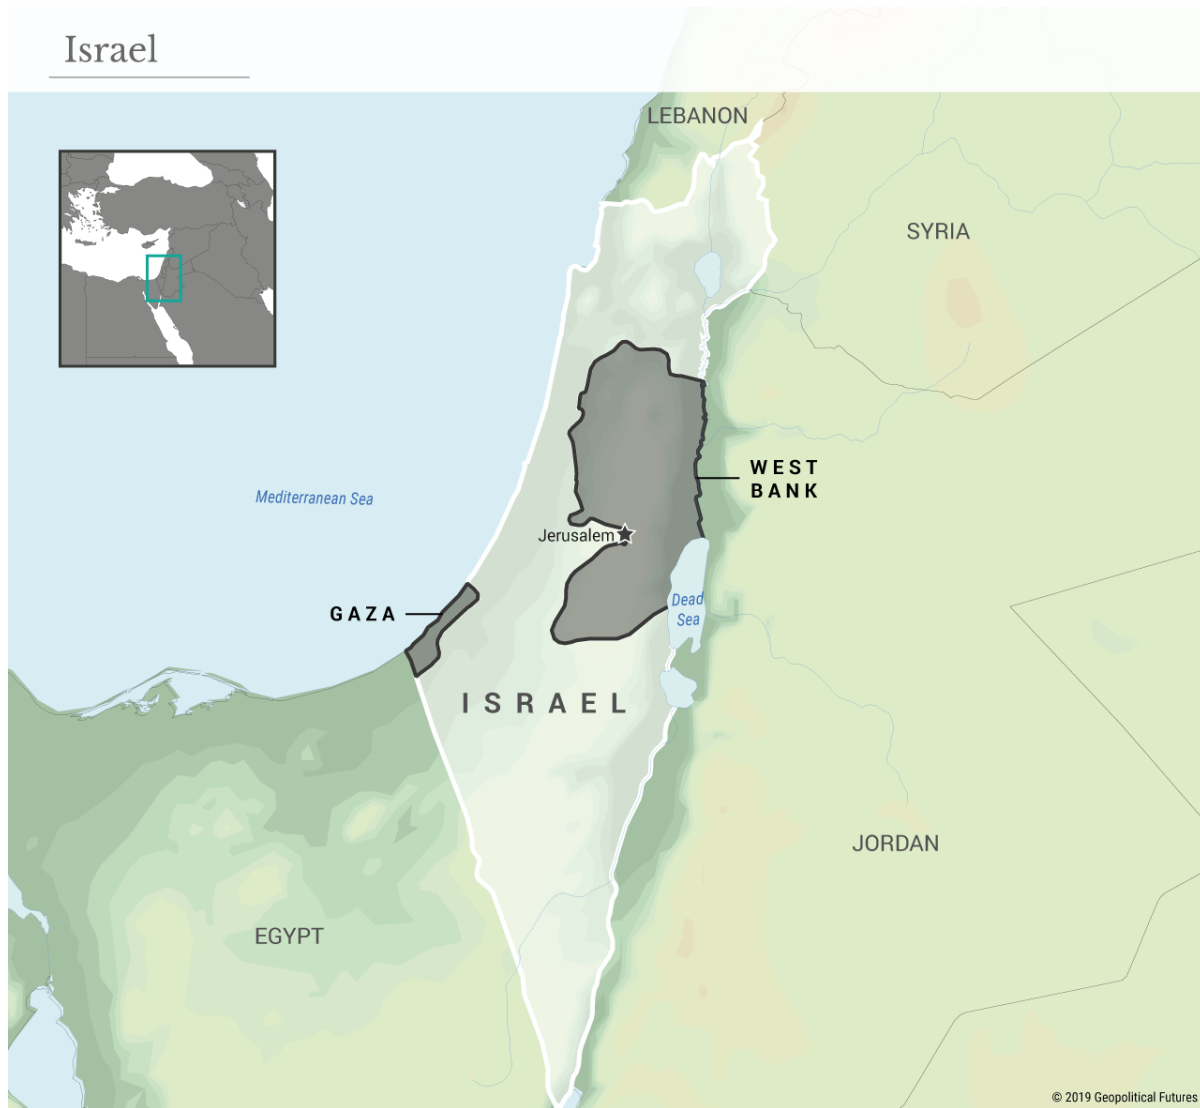 Israel
LEBANON
SYRIA
Mediterranean Sea
WEST
BANK
Jerusalem
GAZA
Dead
Sea
ISRAEL
JORDAN
EGYPT
© 2019 Geopolitical Futures